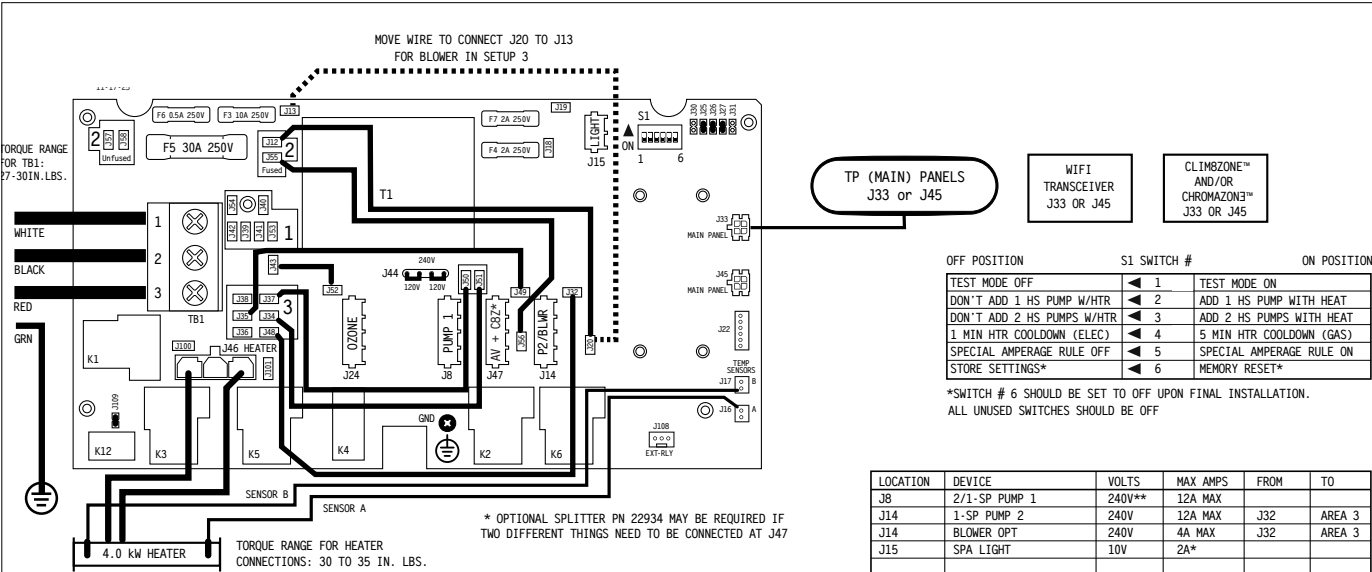 MOVE WIRE TO CONNECT J20 TO J13
FOR BLOWER IN SETUP 3
F6 0.5A 250V
F3 10A 250V
J13
2
J57
J58
Unfused
F5 30A 250V
J12
J55
2
Fused
F7 2A 250V
F4 2A 250V
J19
J18
LIGHT
J15
S1
ON
1 6
J30
J25
J26
J27
J31
TORQUE RANGE
FOR TB1:
27-30IN.LBS.
T1
WHITE
BLACK
RED
GRN
1
2
3
TB1
J54
J40
J42
J39
J41
J53
1
J43
J52
J38
J37
J35
J34
J36
J48
3
J44
240V
120V 120V
J50
J51
J49
J32
J56
J20
OZONE
J24
PUMP 1
J8
AV + C8Z*
J47
P2/BLWR
J14
K1
J100
J46 HEATER
J101
J109
K12
K3
K5
K4
GND
K2
K6
J33
MAIN PANEL
J45
MAIN PANEL
J22
TEMP
SENSORS
J17 B
J16 A
J108
EXT-RLY
SENSOR B
SENSOR A
4.0 kW HEATER
TORQUE RANGE FOR HEATER
CONNECTIONS: 30 TO 35 IN. LBS.
* OPTIONAL SPLITTER PN 22934 MAY BE REQUIRED IF
TWO DIFFERENT THINGS NEED TO BE CONNECTED AT J47
TP (MAIN) PANELS
J33 or J45
WIFI
TRANSCEIVER
J33 OR J45
CLIM8ZONE™
AND/OR
CHROMAZON3™
J33 OR J45
OFF POSITION S1 SWITCH # ON POSITION
TEST MODE OFF ◄ 1 TEST MODE ON
DON'T ADD 1 HS PUMP W/HTR ◄ 2 ADD 1 HS PUMP WITH HEAT
DON'T ADD 2 HS PUMPS W/HTR ◄ 3 ADD 2 HS PUMPS WITH HEAT
1 MIN HTR COOLDOWN (ELEC) ◄ 4 5 MIN HTR COOLDOWN (GAS)
SPECIAL AMPERAGE RULE OFF ◄ 5 SPECIAL AMPERAGE RULE ON
STORE SETTINGS* ◄ 6 MEMORY RESET*
*SWITCH # 6 SHOULD BE SET TO OFF UPON FINAL INSTALLATION.
ALL UNUSED SWITCHES SHOULD BE OFF
LOCATION DEVICE VOLTS MAX AMPS FROM TO
J8 2/1-SP PUMP 1 240V** 12A MAX
J14 1-SP PUMP 2 240V 12A MAX J32 AREA 3
J14 BLOWER OPT 240V 4A MAX J32 AREA 3
J15 SPA LIGHT 10V 2A*